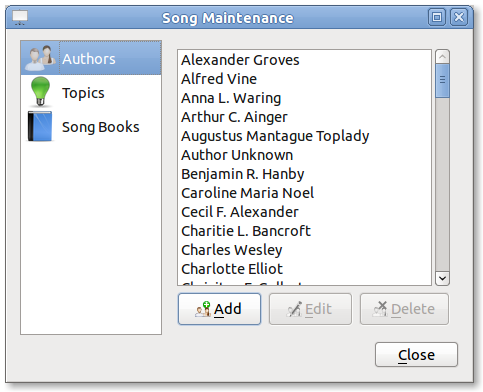 Song Maintenance
Authors
Topics
Song Books
Alexander Groves
Alfred Vine
Anna L. Waring
Arthur C. Ainger
Augustus Mantague Toplady
Author Unknown
Benjamin R. Hanby
Caroline Maria Noel
Cecil F. Alexander
Charitie L. Bancroft
Charles Wesley
Charlotte Elliot
Add
Edit
Delete
Close